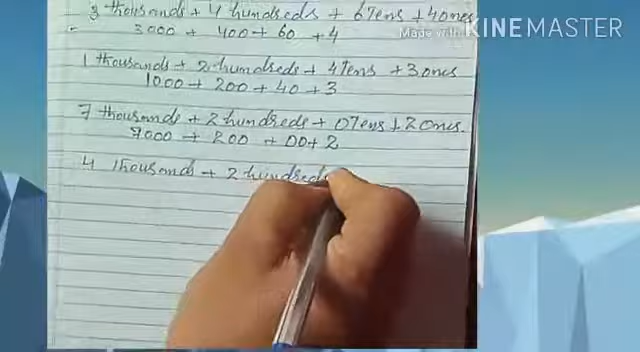 3 thousands + 4 hundreds + 6 Tens + 4 ones
3000 + 400 + 60 + 4
1 thousands + 2 hundreds + 4 Tens + 3 ones
1000 + 200 + 40 + 3
7 thousands + 2 hundreds + 0 Tens + 2 ones.
7000 + 200 + 00 + 2
4 thousand + 2 hundred
Made with KINEMASTER